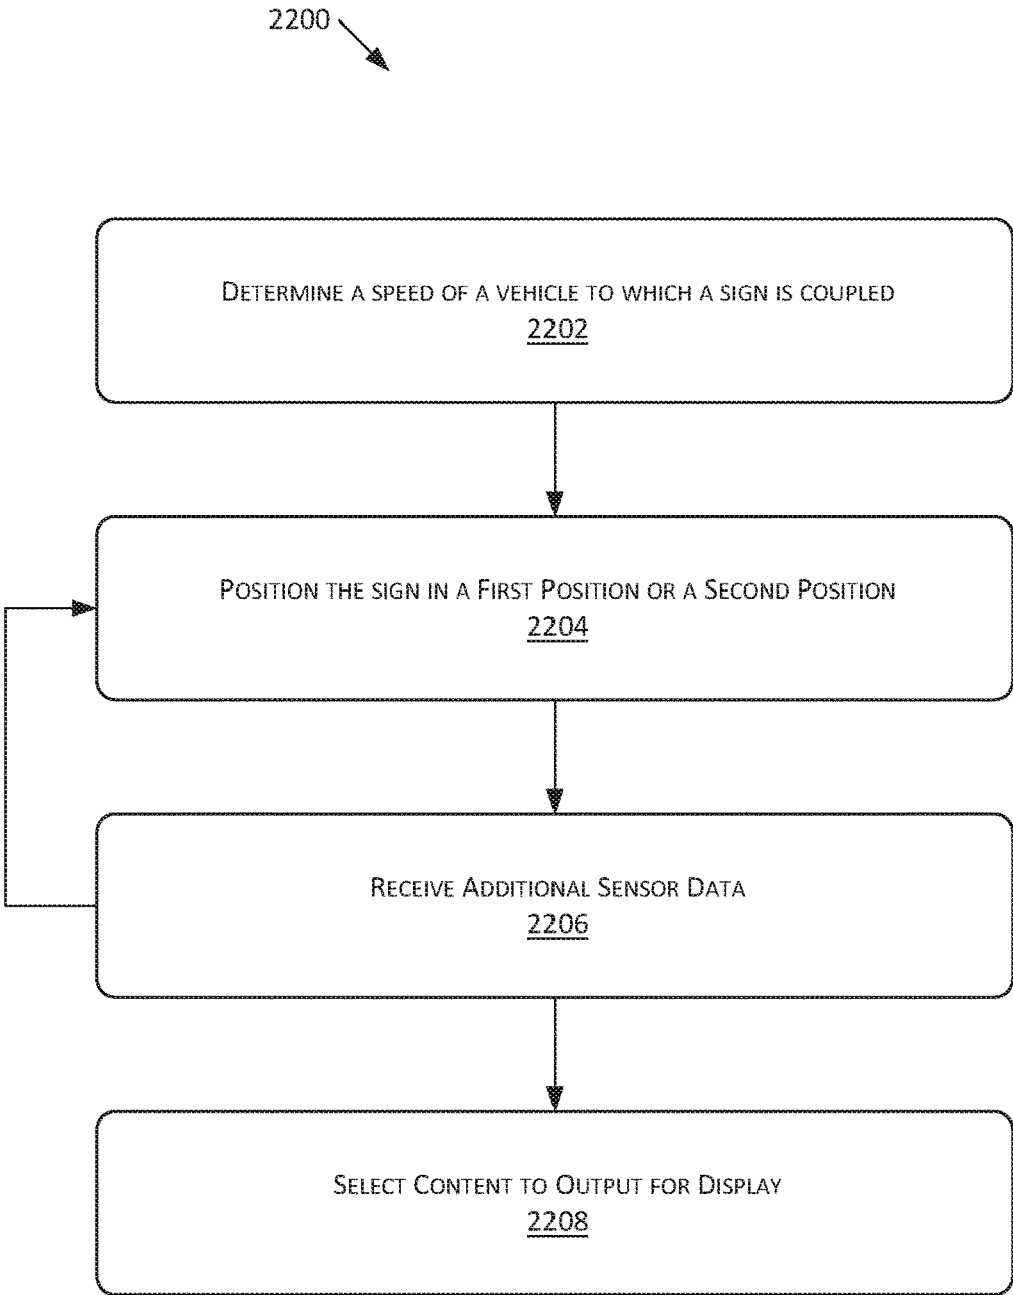 2200
Determine a speed of a vehicle to which a sign is coupled
2202
Position the sign in a First Position or a Second Position
2204
Receive Additional Sensor Data
2206
Select Content to Output for Display
2208